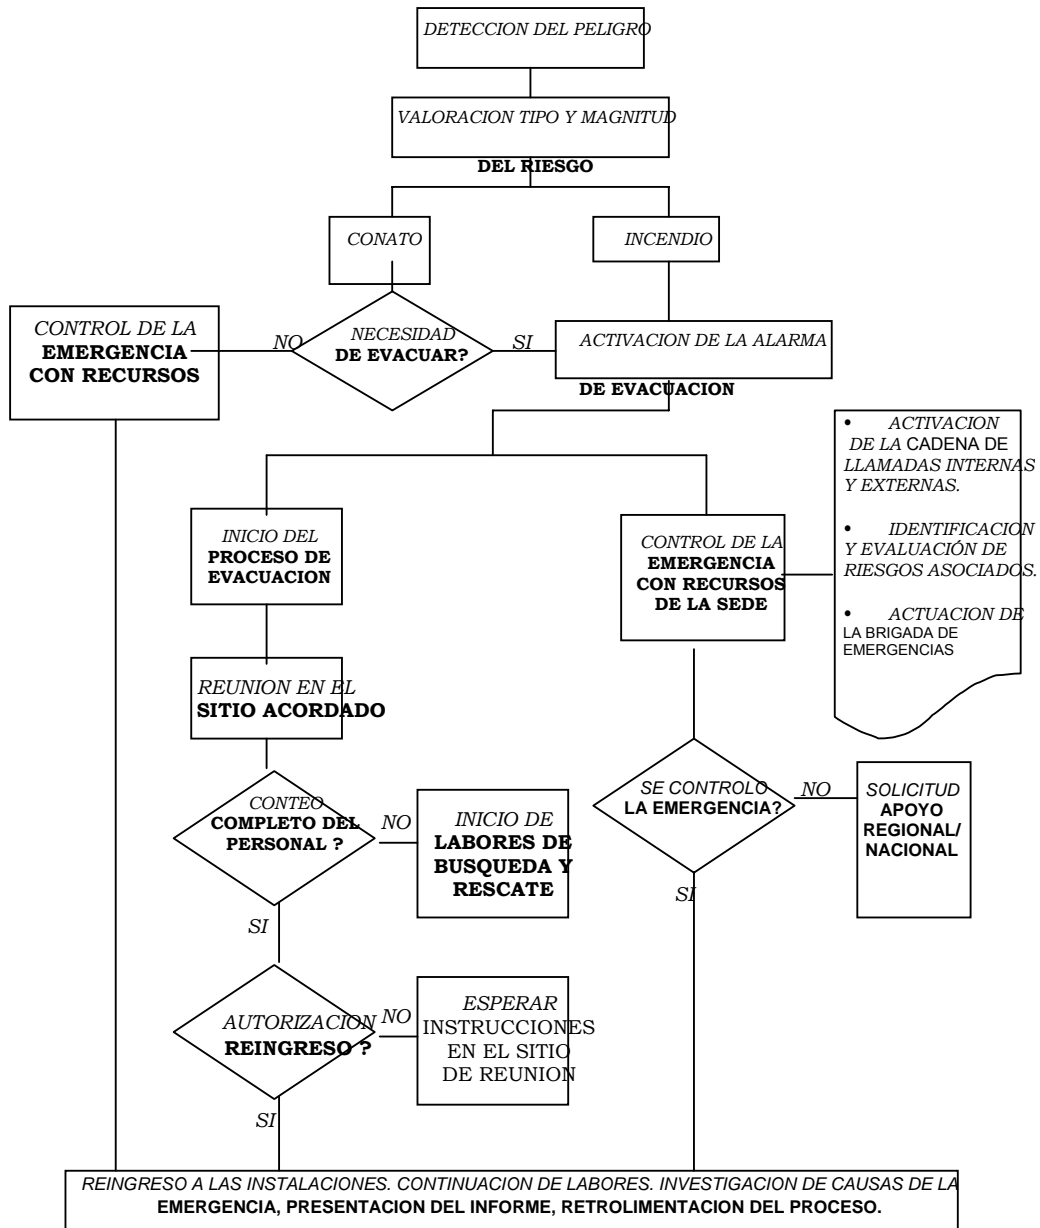 DETECCION DEL PELIGRO
VALORACION TIPO Y MAGNITUD
DEL RIESGO
CONATO
INCENDIO
CONTROL DE LA
EMERGENCIA
CON RECURSOS
NO
NECESIDAD
DE EVACUAR?
SI
ACTIVACION DE LA ALARMA
DE EVACUACION
• ACTIVACION
DE LA CADENA DE
LLAMADAS INTERNAS
Y EXTERNAS.
• IDENTIFICACION
Y EVALUACIÓN DE
RIESGOS ASOCIADOS.
• ACTUACION DE
LA BRIGADA DE
EMERGENCIAS
INICIO DEL
PROCESO DE
EVACUACION
CONTROL DE LA
EMERGENCIA
CON RECURSOS
DE LA SEDE
REUNION EN EL
SITIO ACORDADO
CONTEO
COMPLETO DEL
PERSONAL ?
NO
INICIO DE
LABORES DE
BUSQUEDA Y
RESCATE
SE CONTROLO
LA EMERGENCIA?
NO
SOLICITUD
APOYO
REGIONAL/
NACIONAL
SI
SI
AUTORIZACION
REINGRESO ?
NO
ESPERAR
INSTRUCCIONES
EN EL SITIO
DE REUNION
SI
REINGRESO A LAS INSTALACIONES. CONTINUACION DE LABORES. INVESTIGACION DE CAUSAS DE LA
EMERGENCIA, PRESENTACION DEL INFORME, RETROLIMENTACION DEL PROCESO.